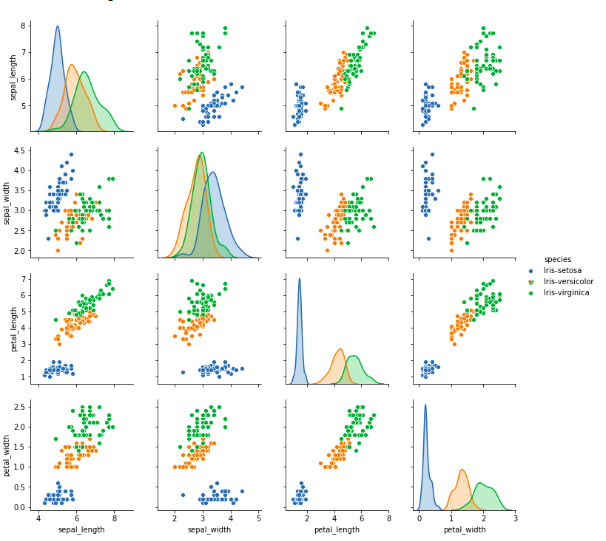 sepal_length
8
7
6
5
sepal_width
4.5
4.0
3.5
3.0
2.5
2.0
petal_length
7
6
5
4
3
2
1
petal_width
2.5
2.0
1.5
1.0
0.5
0.0
4 6 8
sepal_length
2 3 4 5
sepal_width
2 4 6 8
petal_length
0 1 2 3
petal_width
species
Iris-setosa
Iris-versicolor
Iris-virginica